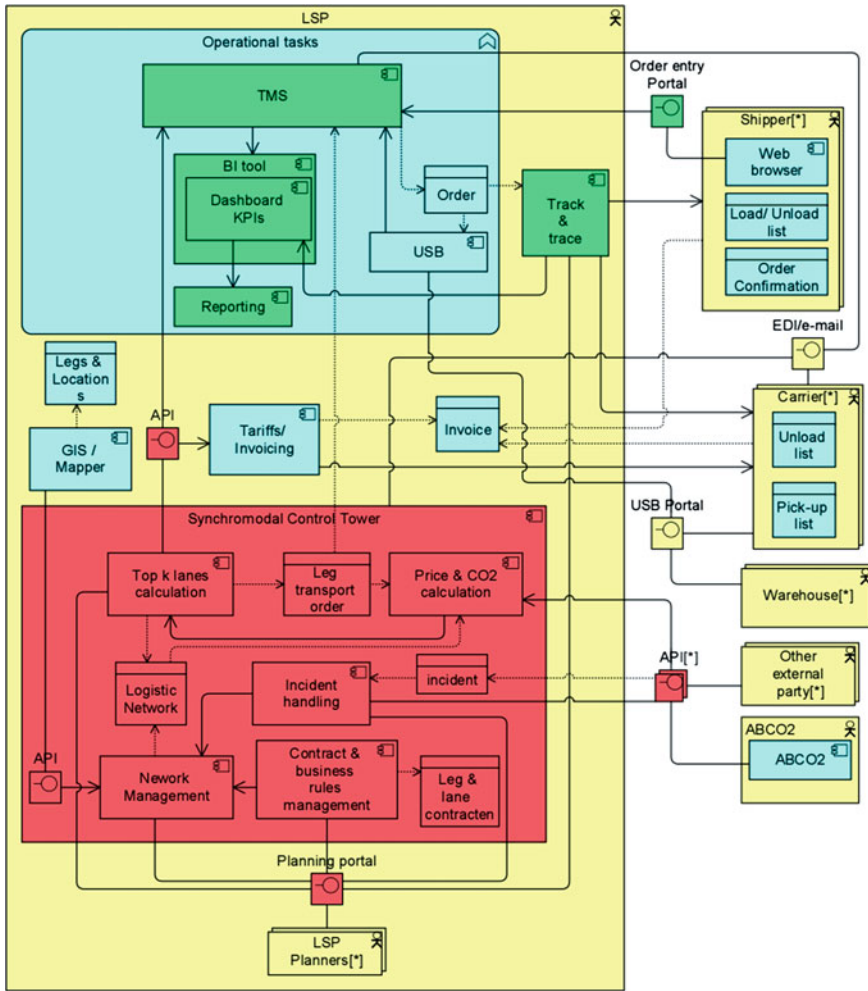 LSP
Operational tasks
TMS
BI tool
Dashboard
KPIs
Reporting
Order
USB
Track
&
trace
Order entry
Portal
Shipper[*]
Web
browser
Load/ Unload
list
Order
Confirmation
EDI/e-mail
Legs &
Location
s
GIS /
Mapper
API
Tariffs/
Invoicing
Invoice
Carrier[*]
Unload
list
Pick-up
list
USB Portal
Warehouse[*]
Synchromodal Control Tower
Top k lanes
calculation
Leg
transport
order
Price & CO2
calculation
Logistic
Network
Incident
handling
incident
API[*]
Other
external
party[*]
API
Nework
Management
Contract &
business
rules
management
Leg &
lane
contracten
ABCO2
ABCO2
Planning portal
LSP
Planners[*]